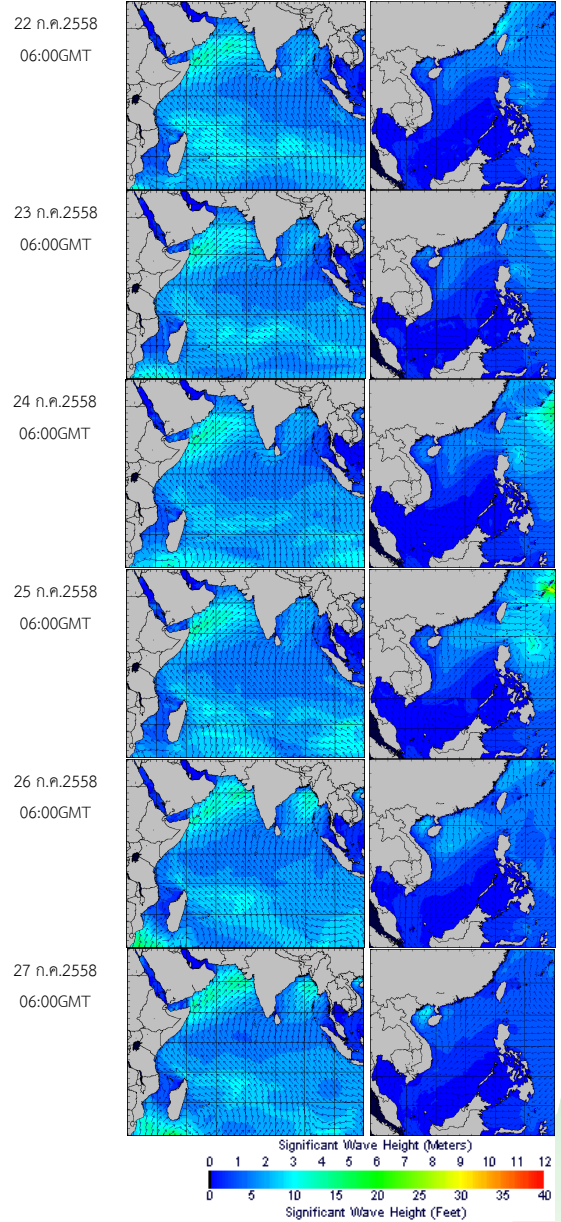 22 ก.ค.2558
06:00GMT
23 ก.ค.2558
06:00GMT
24 ก.ค.2558
06:00GMT
25 ก.ค.2558
06:00GMT
26 ก.ค.2558
06:00GMT
27 ก.ค.2558
06:00GMT
Significant Wave Height (Meters)
0 1 2 3 4 5 6 7 8 9 10 11 12
0 5 10 15 20 25 30 35 40
Significant Wave Height (Feet)